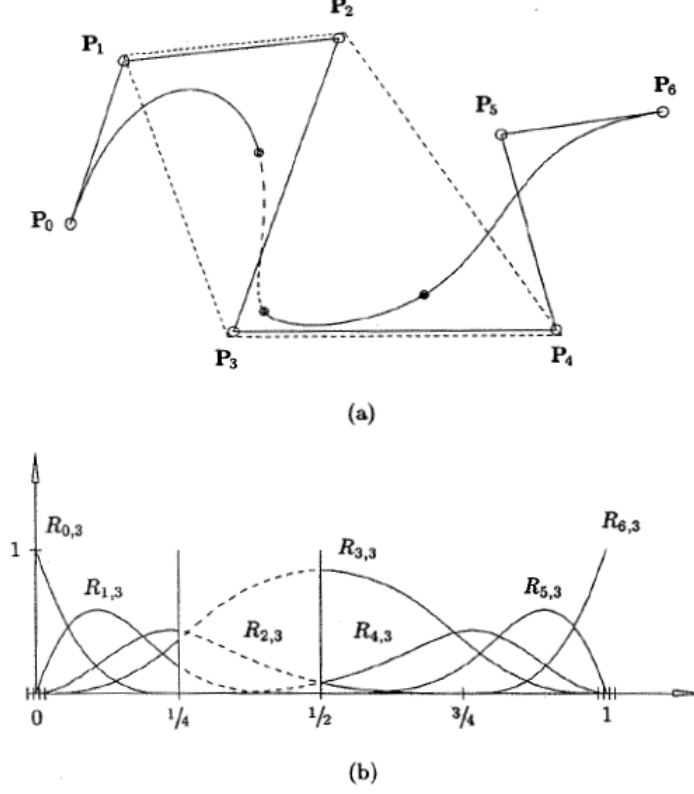 P₂
P₁
P₆
P₅
P₀
P₃
P₄
(a)
R₀,₃
R₆,₃
1
R₃,₃
R₁,₃
R₅,₃
R₂,₃
R₄,₃
0 1/4 1/2 3/4 1
(b)